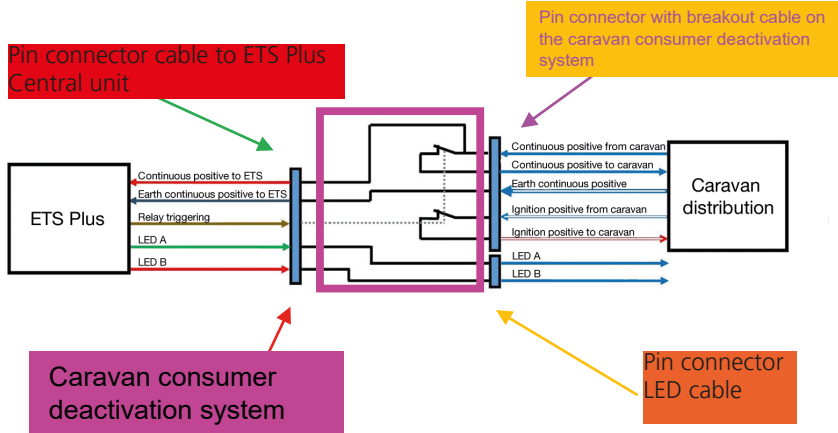 Pin connector with breakout cable on
the caravan consumer deactivation
system
Pin connector cable to ETS Plus
Central unit
Continuous positive to ETS
Earth continuous positive to ETS
Relay triggering
LED A
LED B
ETS Plus
Continuous positive from caravan
Continuous positive to caravan
Earth continuous positive
Ignition positive from caravan
Ignition positive to caravan
LED A
LED B
Caravan
distribution
Caravan consumer
deactivation system
Pin connector
LED cable